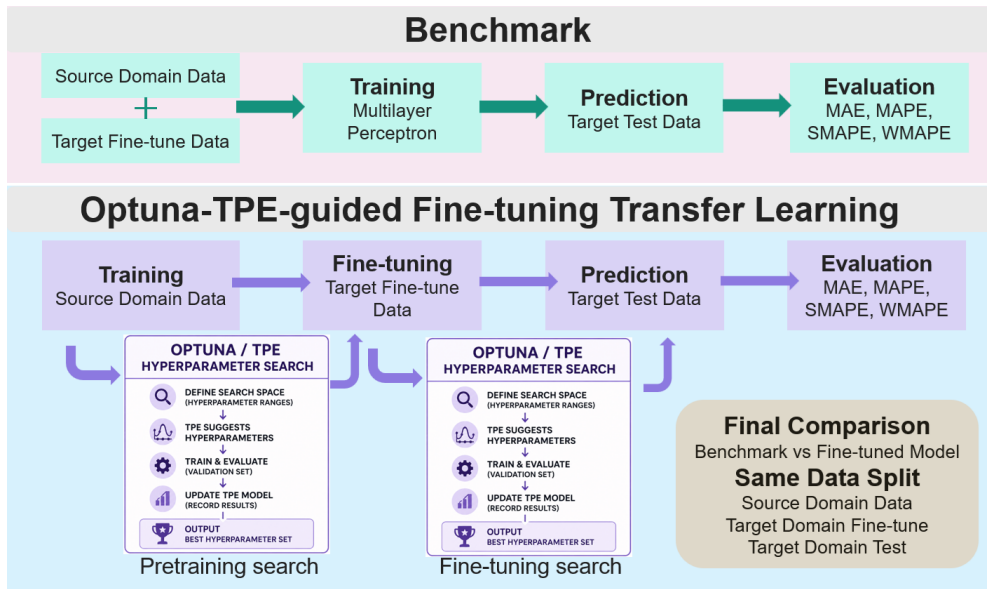 Benchmark
Source Domain Data
+
Target Fine-tune Data
Training
Multilayer
Perceptron
Prediction
Target Test Data
Evaluation
MAE, MAPE,
SMAPE, WMAPE
Optuna-TPE-guided Fine-tuning Transfer Learning
Training
Source Domain Data
Fine-tuning
Target Fine-tune
Data
Prediction
Target Test Data
Evaluation
MAE, MAPE,
SMAPE, WMAPE
OPTUNA / TPE
HYPERPARAMETER SEARCH
DEFINE SEARCH SPACE
(HYPERPARAMETER RANGES)
TPE SUGGESTS
HYPERPARAMETERS
TRAIN & EVALUATE
(VALIDATION SET)
UPDATE TPE MODEL
(RECORD RESULTS)
OUTPUT
BEST HYPERPARAMETER SET
Pretraining search
OPTUNA / TPE
HYPERPARAMETER SEARCH
DEFINE SEARCH SPACE
(HYPERPARAMETER RANGES)
TPE SUGGESTS
HYPERPARAMETERS
TRAIN & EVALUATE
(VALIDATION SET)
UPDATE TPE MODEL
(RECORD RESULTS)
OUTPUT
BEST HYPERPARAMETER SET
Fine-tuning search
Final Comparison
Benchmark vs Fine-tuned Model
Same Data Split
Source Domain Data
Target Domain Fine-tune
Target Domain Test